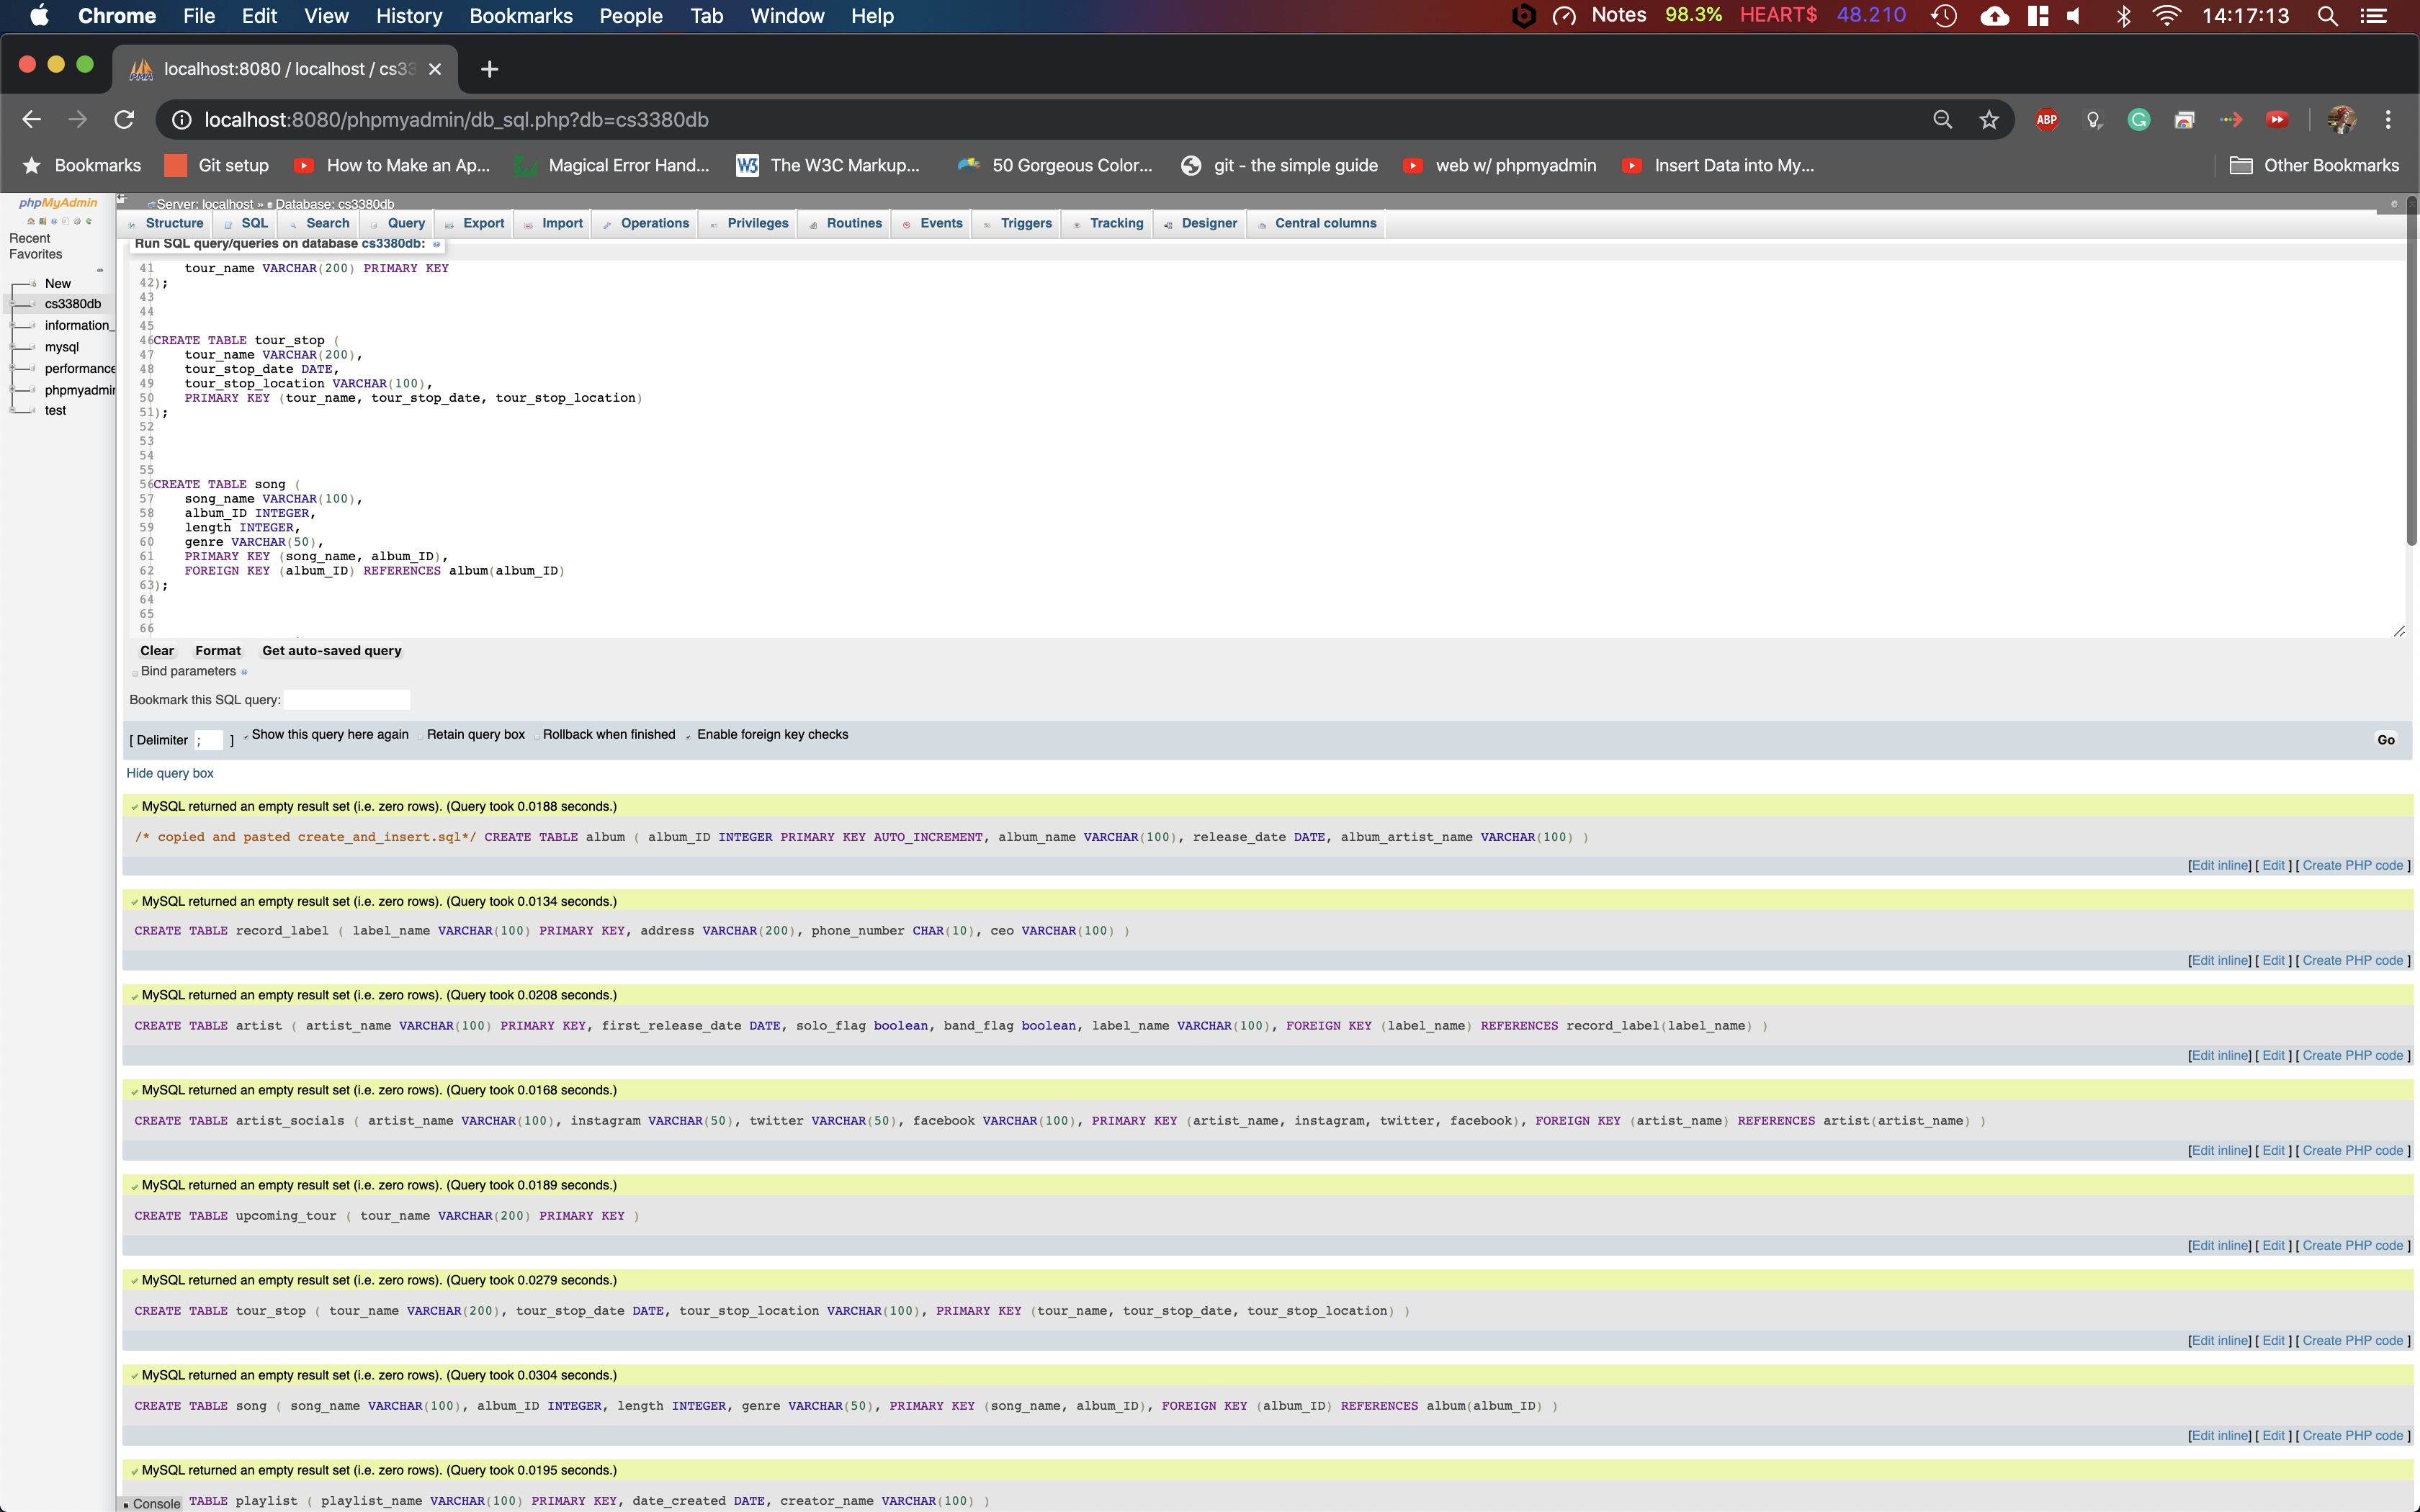 Chrome File Edit View History Bookmarks People Tab Window Help Notes 98.3% HEART$ 48.210 14:17:13
localhost:8080 / localhost / cs33
localhost:8080/phpmyadmin/db_sql.php?db=cs3380db ABP
Bookmarks Git setup How to Make an Ap... Magical Error Hand... W3 The W3C Markup... 50 Gorgeous Color... git - the simple guide web w/ phpmyadmin Insert Data into My... Other Bookmarks
phpMyAdmin
Recent
Favorites
New
cs3380db
information_
mysql
performance
phpmyadmin
test
Server: localhost » Database: cs3380db
Structure SQL Search Query Export Import Operations Privileges Routines Events Triggers Tracking Designer Central columns
Run SQL query/queries on database cs3380db:
41 tour_name VARCHAR(200) PRIMARY KEY
42 );
43
44
45
46 CREATE TABLE tour_stop (
47 tour_name VARCHAR(200),
48 tour_stop_date DATE,
49 tour_stop_location VARCHAR(100),
50 PRIMARY KEY (tour_name, tour_stop_date, tour_stop_location)
51 );
52
53
54
55
56 CREATE TABLE song (
57 song_name VARCHAR(100),
58 album_ID INTEGER,
59 length INTEGER,
60 genre VARCHAR(50),
61 PRIMARY KEY (song_name, album_ID),
62 FOREIGN KEY (album_ID) REFERENCES album(album_ID)
63 );
64
65
66
Clear Format Get auto-saved query
Bind parameters
Bookmark this SQL query:
[ Delimiter ; ] Show this query here again Retain query box Rollback when finished Enable foreign key checks Go
Hide query box
MySQL returned an empty result set (i.e. zero rows). (Query took 0.0188 seconds.)
/* copied and pasted create_and_insert.sql*/ CREATE TABLE album ( album_ID INTEGER PRIMARY KEY AUTO_INCREMENT, album_name VARCHAR(100), release_date DATE, album_artist_name VARCHAR(100) )
[Edit inline] [ Edit ] [ Create PHP code ]
MySQL returned an empty result set (i.e. zero rows). (Query took 0.0134 seconds.)
CREATE TABLE record_label ( label_name VARCHAR(100) PRIMARY KEY, address VARCHAR(200), phone_number CHAR(10), ceo VARCHAR(100) )
[Edit inline] [ Edit ] [ Create PHP code ]
MySQL returned an empty result set (i.e. zero rows). (Query took 0.0208 seconds.)
CREATE TABLE artist ( artist_name VARCHAR(100) PRIMARY KEY, first_release_date DATE, solo_flag boolean, band_flag boolean, label_name VARCHAR(100), FOREIGN KEY (label_name) REFERENCES record_label(label_name) )
[Edit inline] [ Edit ] [ Create PHP code ]
MySQL returned an empty result set (i.e. zero rows). (Query took 0.0168 seconds.)
CREATE TABLE artist_socials ( artist_name VARCHAR(100), instagram VARCHAR(50), twitter VARCHAR(50), facebook VARCHAR(100), PRIMARY KEY (artist_name, instagram, twitter, facebook), FOREIGN KEY (artist_name) REFERENCES artist(artist_name) )
[Edit inline] [ Edit ] [ Create PHP code ]
MySQL returned an empty result set (i.e. zero rows). (Query took 0.0189 seconds.)
CREATE TABLE upcoming_tour ( tour_name VARCHAR(200) PRIMARY KEY )
[Edit inline] [ Edit ] [ Create PHP code ]
MySQL returned an empty result set (i.e. zero rows). (Query took 0.0279 seconds.)
CREATE TABLE tour_stop ( tour_name VARCHAR(200), tour_stop_date DATE, tour_stop_location VARCHAR(100), PRIMARY KEY (tour_name, tour_stop_date, tour_stop_location) )
[Edit inline] [ Edit ] [ Create PHP code ]
MySQL returned an empty result set (i.e. zero rows). (Query took 0.0304 seconds.)
CREATE TABLE song ( song_name VARCHAR(100), album_ID INTEGER, length INTEGER, genre VARCHAR(50), PRIMARY KEY (song_name, album_ID), FOREIGN KEY (album_ID) REFERENCES album(album_ID) )
[Edit inline] [ Edit ] [ Create PHP code ]
MySQL returned an empty result set (i.e. zero rows). (Query took 0.0195 seconds.)
Console TABLE playlist ( playlist_name VARCHAR(100) PRIMARY KEY, date_created DATE, creator_name VARCHAR(100) )